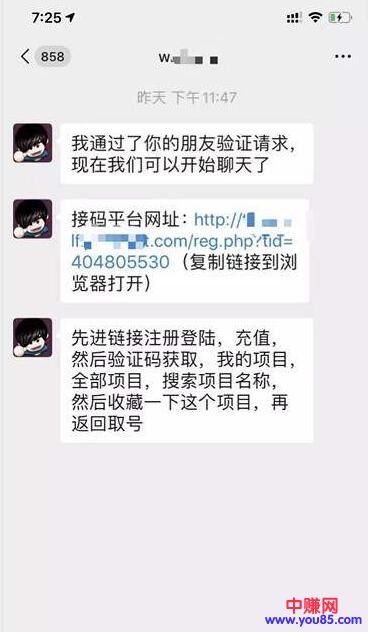 7:25
858
w.
昨天 下午11:47
我通过了你的朋友验证请求，
现在我们可以开始聊天了
接码平台网址：http://
lf. t.com/reg.php?tid=
404805530（复制链接到浏
览器打开）
先进链接注册登陆，充值，
然后验证码获取，我的项目，
全部项目，搜索项目名称，
然后收藏一下这个项目，再
返回取号
中赚网
www.you85.com